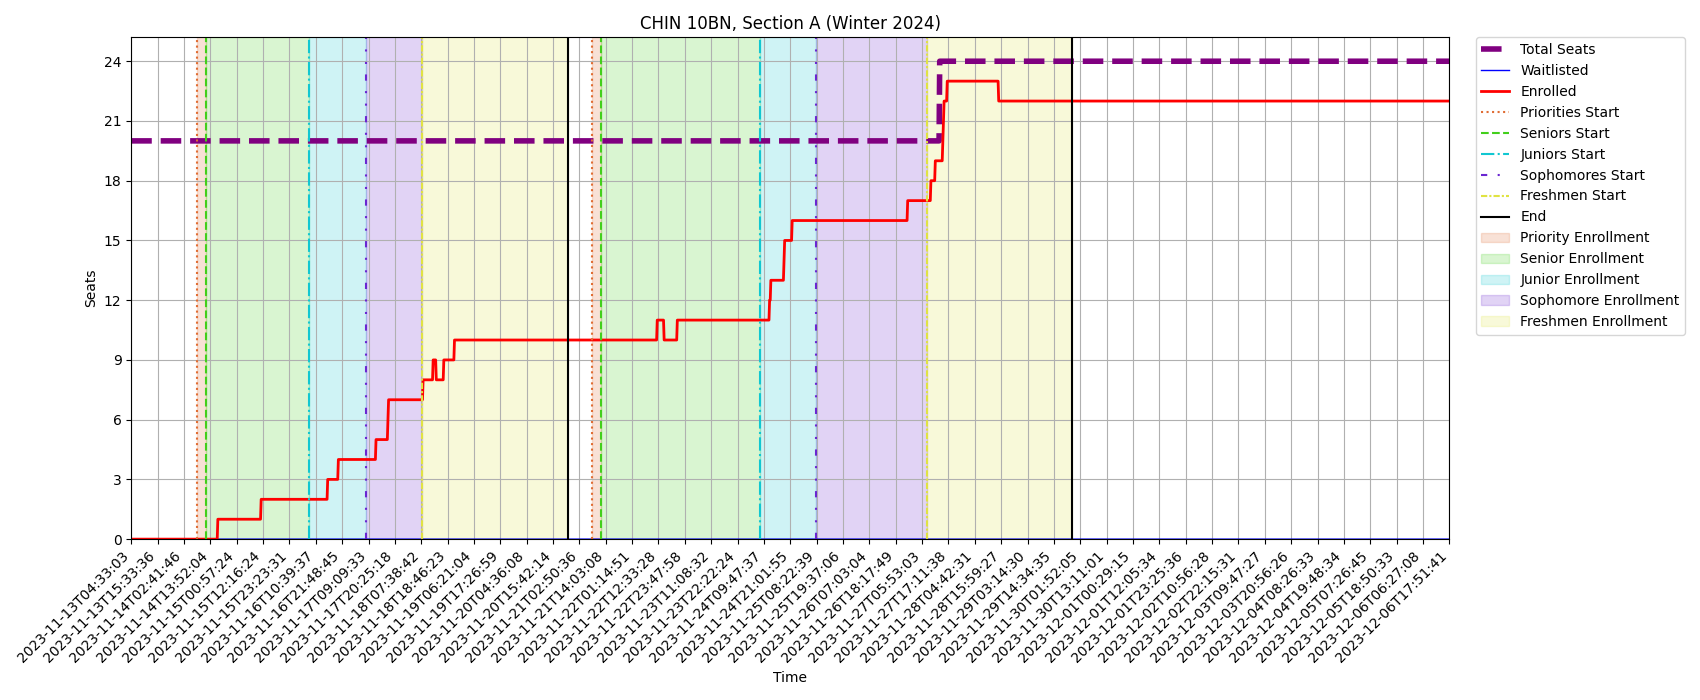 CHIN 10BN, Section A (Winter 2024)
Seats
24
21
18
15
12
9
6
3
0
2023-11-13T04:33:03
2023-11-13T15:33:36
2023-11-14T02:41:46
2023-11-14T13:52:04
2023-11-15T00:57:24
2023-11-15T12:16:24
2023-11-15T23:23:31
2023-11-16T10:39:37
2023-11-16T21:48:45
2023-11-17T09:09:33
2023-11-17T20:25:18
2023-11-18T07:38:42
2023-11-18T18:46:23
2023-11-19T06:21:04
2023-11-19T17:26:59
2023-11-20T04:36:08
2023-11-20T15:42:14
2023-11-21T02:50:36
2023-11-21T14:03:08
2023-11-22T01:14:51
2023-11-22T12:33:28
2023-11-22T23:47:58
2023-11-23T11:08:32
2023-11-23T22:22:24
2023-11-24T09:47:37
2023-11-24T21:01:55
2023-11-25T08:22:39
2023-11-25T19:37:06
2023-11-26T07:03:04
2023-11-26T18:17:49
2023-11-27T05:53:03
2023-11-27T17:11:38
2023-11-28T04:42:31
2023-11-28T15:59:27
2023-11-29T03:14:30
2023-11-29T14:34:35
2023-11-30T01:52:05
2023-11-30T13:11:01
2023-12-01T00:29:15
2023-12-01T12:05:34
2023-12-01T23:25:36
2023-12-02T10:56:28
2023-12-02T22:15:31
2023-12-03T09:47:27
2023-12-03T20:56:26
2023-12-04T08:26:33
2023-12-04T19:48:34
2023-12-05T07:26:45
2023-12-05T18:50:33
2023-12-06T06:27:08
2023-12-06T17:51:41
Time
Total Seats
Waitlisted
Enrolled
Priorities Start
Seniors Start
Juniors Start
Sophomores Start
Freshmen Start
End
Priority Enrollment
Senior Enrollment
Junior Enrollment
Sophomore Enrollment
Freshmen Enrollment